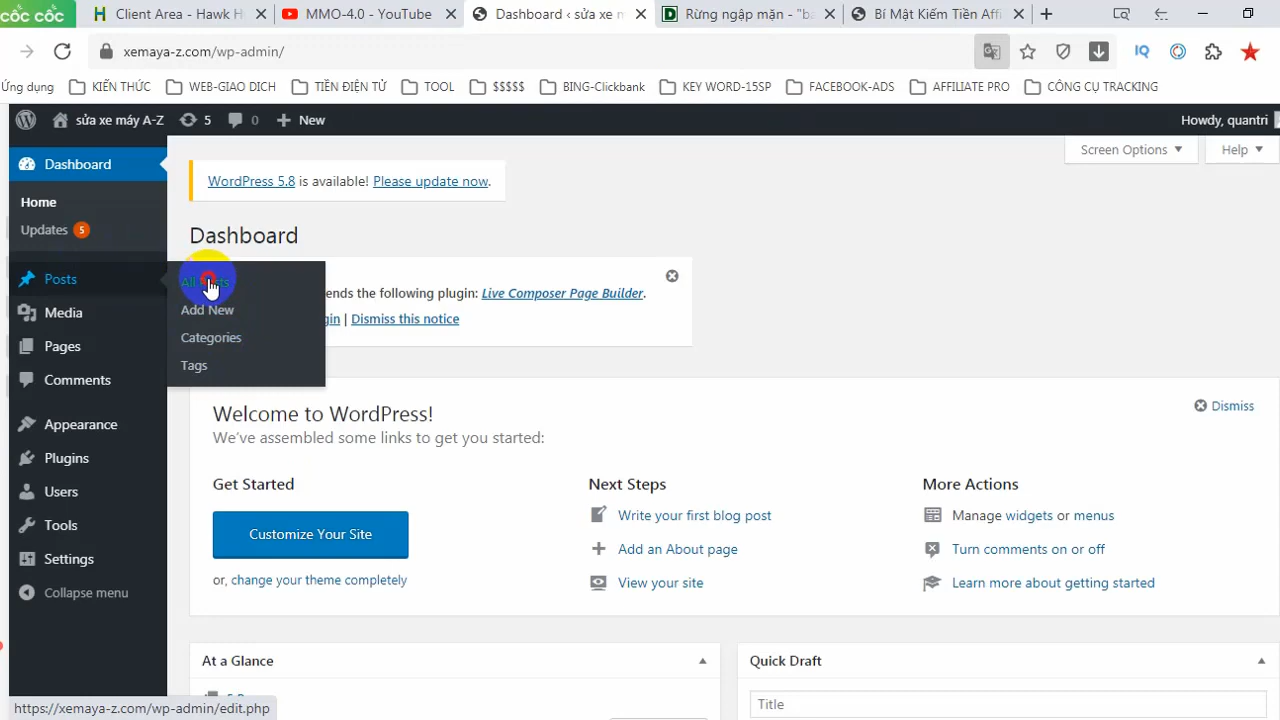 cốc cốc
Client Area - Hawk H
MMO-4.0 - YouTube
Dashboard ‹ sửa xe m
Rừng ngập mặn - "ba
Bí Mật Kiếm Tiền Affi
xemaya-z.com/wp-admin/
Ứng dụng
KIẾN THỨC
WEB-GIAO DICH
TIỀN ĐIỆN TỬ
TOOL
$$$$$
BING-Clickbank
KEY WORD-15SP
FACEBOOK-ADS
AFFILIATE PRO
CÔNG CỤ TRACKING
sửa xe máy A-Z
5
0
New
Howdy, quantri
Dashboard
Home
Updates 5
Posts
Media
Pages
Comments
Appearance
Plugins
Users
Tools
Settings
Collapse menu
Add New
Categories
Tags
Screen Options
Help
WordPress 5.8 is available! Please update now.
Dashboard
ends the following plugin: Live Composer Page Builder.
gin | Dismiss this notice
Welcome to WordPress!
We've assembled some links to get you started:
Dismiss
Get Started
Customize Your Site
or, change your theme completely
Next Steps
Write your first blog post
Add an About page
View your site
More Actions
Manage widgets or menus
Turn comments on or off
Learn more about getting started
At a Glance
Quick Draft
Title
https://xemaya-z.com/wp-admin/edit.php